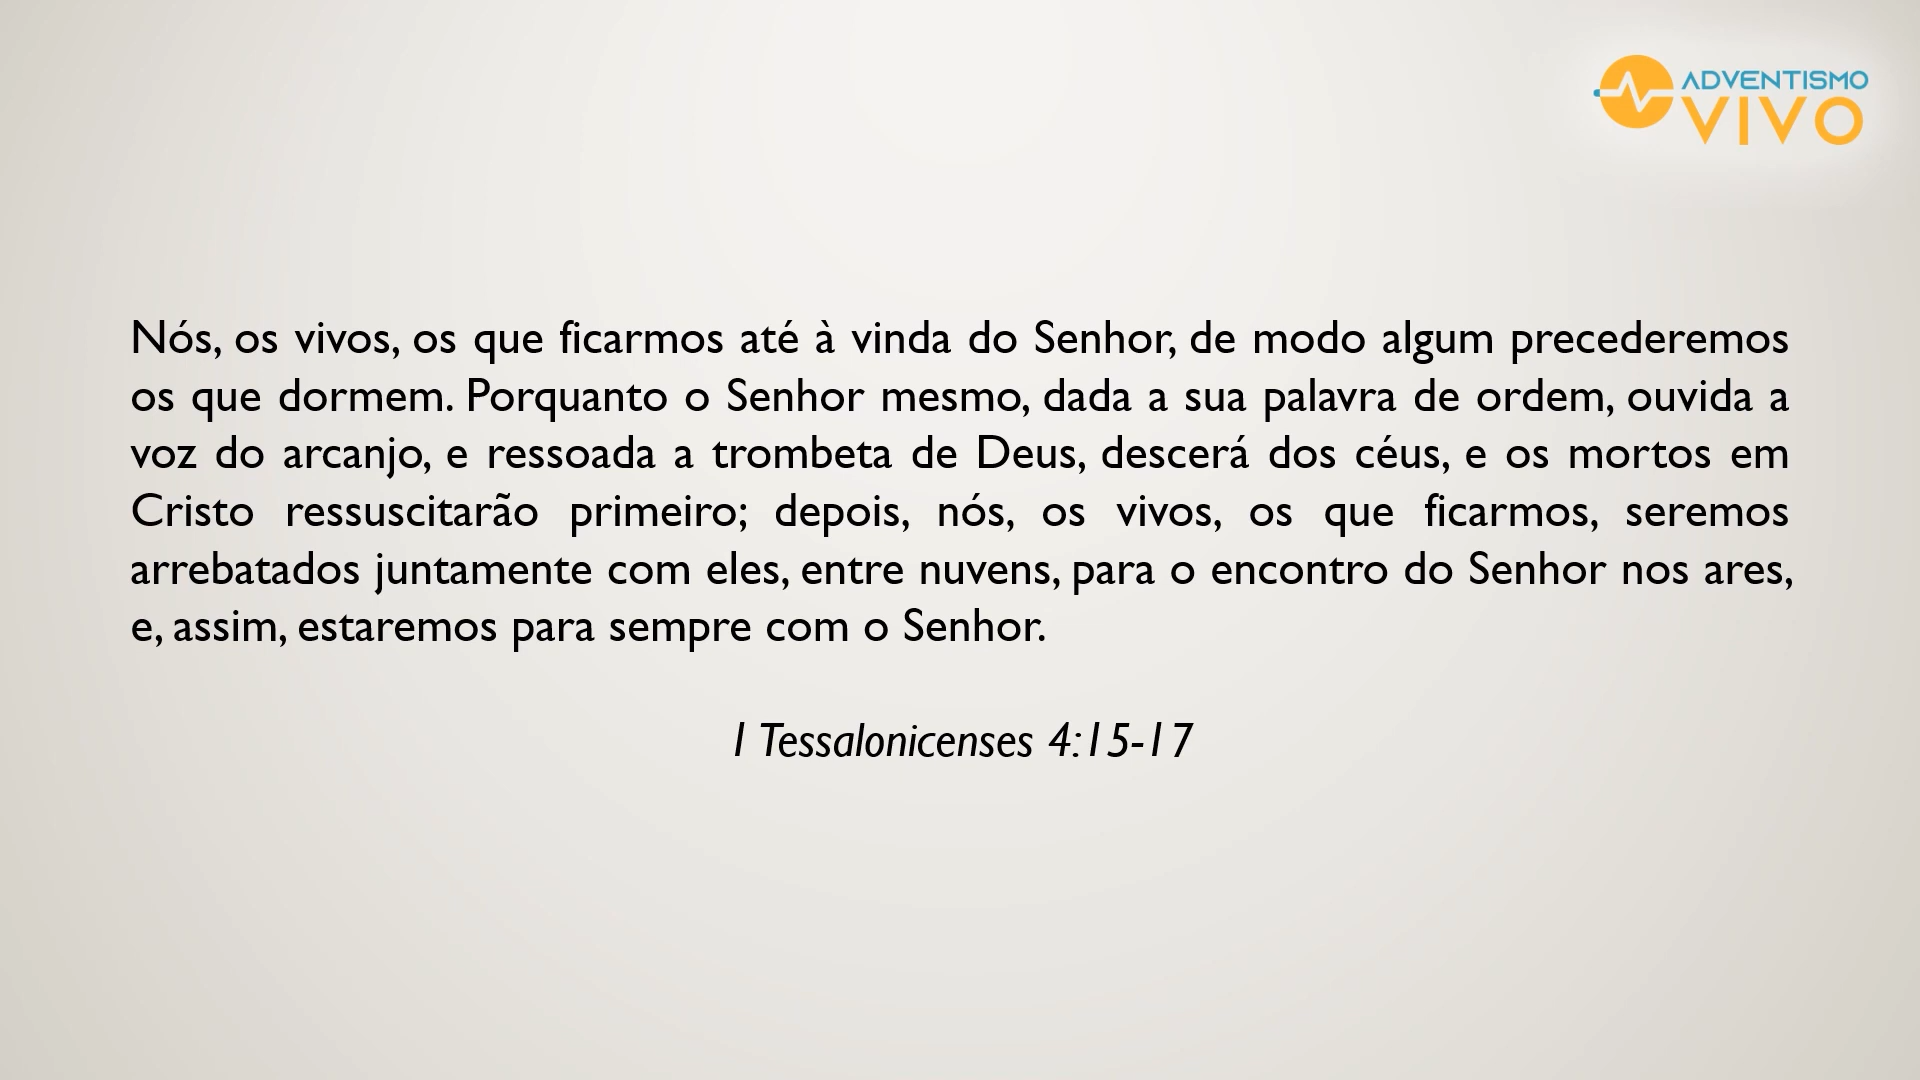 ADVENTISMO
VIVO
Nós, os vivos, os que ficarmos até à vinda do Senhor, de modo algum precederemos
os que dormem. Porquanto o Senhor mesmo, dada a sua palavra de ordem, ouvida a
voz do arcanjo, e ressoada a trombeta de Deus, descerá dos céus, e os mortos em
Cristo ressuscitarão primeiro; depois, nós, os vivos, os que ficarmos, seremos
arrebatados juntamente com eles, entre nuvens, para o encontro do Senhor nos ares,
e, assim, estaremos para sempre com o Senhor.
1 Tessalonicenses 4:15-17